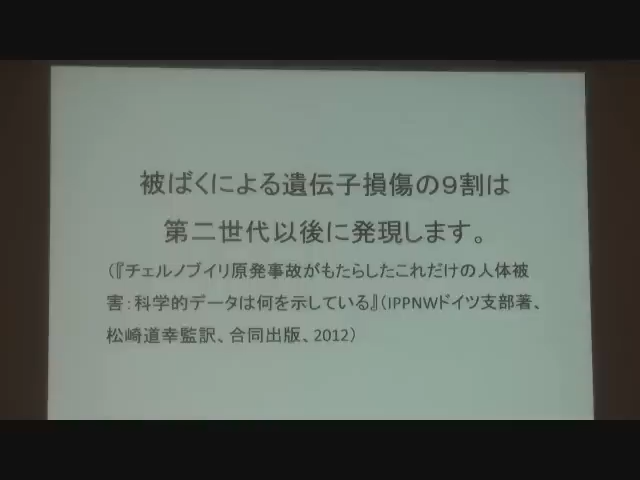 被ばくによる遺伝子損傷の９割は
第二世代以後に発現します。
（『チェルノブイリ原発事故がもたらしたこれだけの人体被
害：科学的データは何を示している』（IPPNWドイツ支部著、
松崎道幸監訳、合同出版、2012）